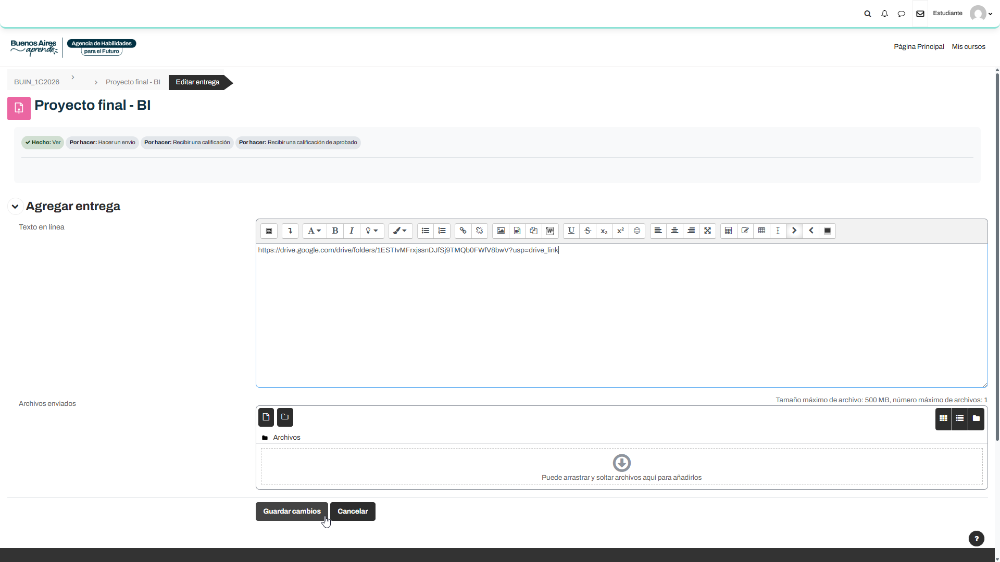 Estudiante
Buenos Aires aprende
Agencia de Habilidades para el Futuro
Página Principal
Mis cursos
BUIN_1C2026
Proyecto final - BI
Editar entrega
Proyecto final - BI
Hecho: Ver
Por hacer: Hacer un envío
Por hacer: Recibir una calificación
Por hacer: Recibir una calificación de aprobado
Agregar entrega
Texto en línea
https://drive.google.com/drive/folders/1ESTIvMFrxjssnDJfSj9TMQb0FWfV8bwV?usp=drive_link
Archivos enviados
Tamaño máximo de archivo: 500 MB, número máximo de archivos: 1
Archivos
Puede arrastrar y soltar archivos aquí para añadirlos
Guardar cambios
Cancelar
?